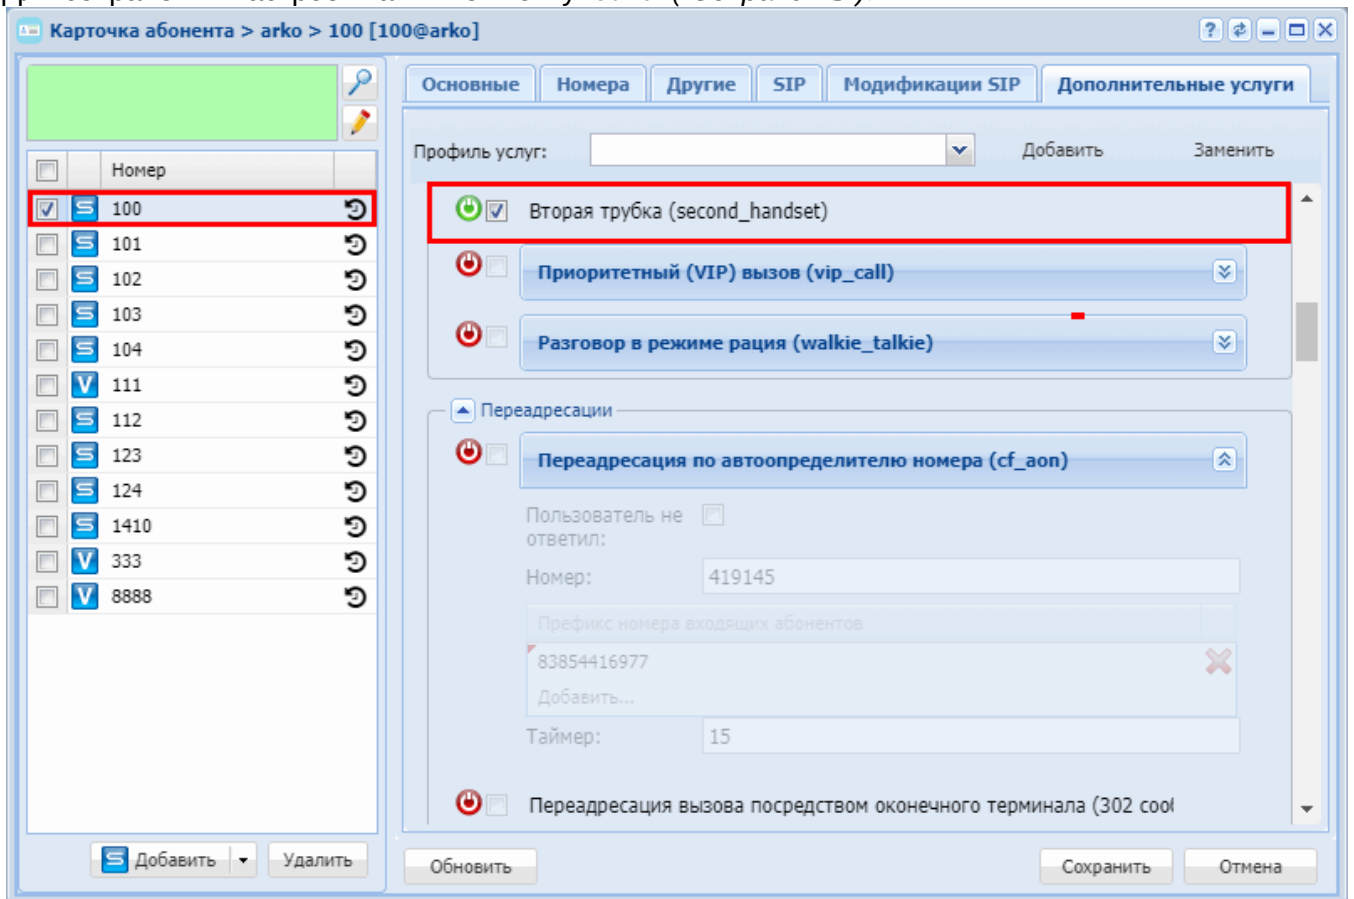 Карточка абонента > arko > 100 [100@arko]
Основные
Номера
Другие
SIP
Модификации SIP
Дополнительные услуги
Профиль услуг:
Добавить
Заменить
Номер
100
101
102
103
104
111
112
123
124
1410
333
8888
Добавить
Удалить
Вторая трубка (second_handset)
Приоритетный (VIP) вызов (vip_call)
Разговор в режиме рация (walkie_talkie)
Переадресации
Переадресация по автоопределителю номера (cf_aon)
Пользователь не
ответил:
Номер:
419145
Префикс номера входящих абонентов
83854416977
Добавить...
Таймер:
15
Переадресация вызова посредством оконечного терминала (302
Обновить
Сохранить
Отмена